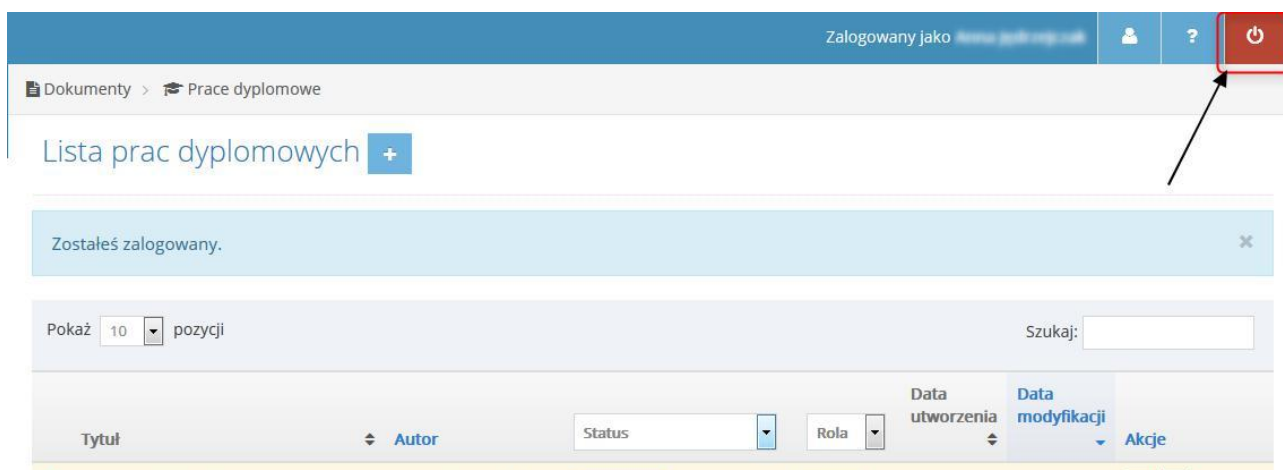 Zalogowany jako
?
Dokumenty > Prace dyplomowe
Lista prac dyplomowych +
Zostałeś zalogowany. ×
Pokaż 10 pozycji Szukaj:
Tytuł Autor Status Rola Data utworzenia Data modyfikacji Akcje